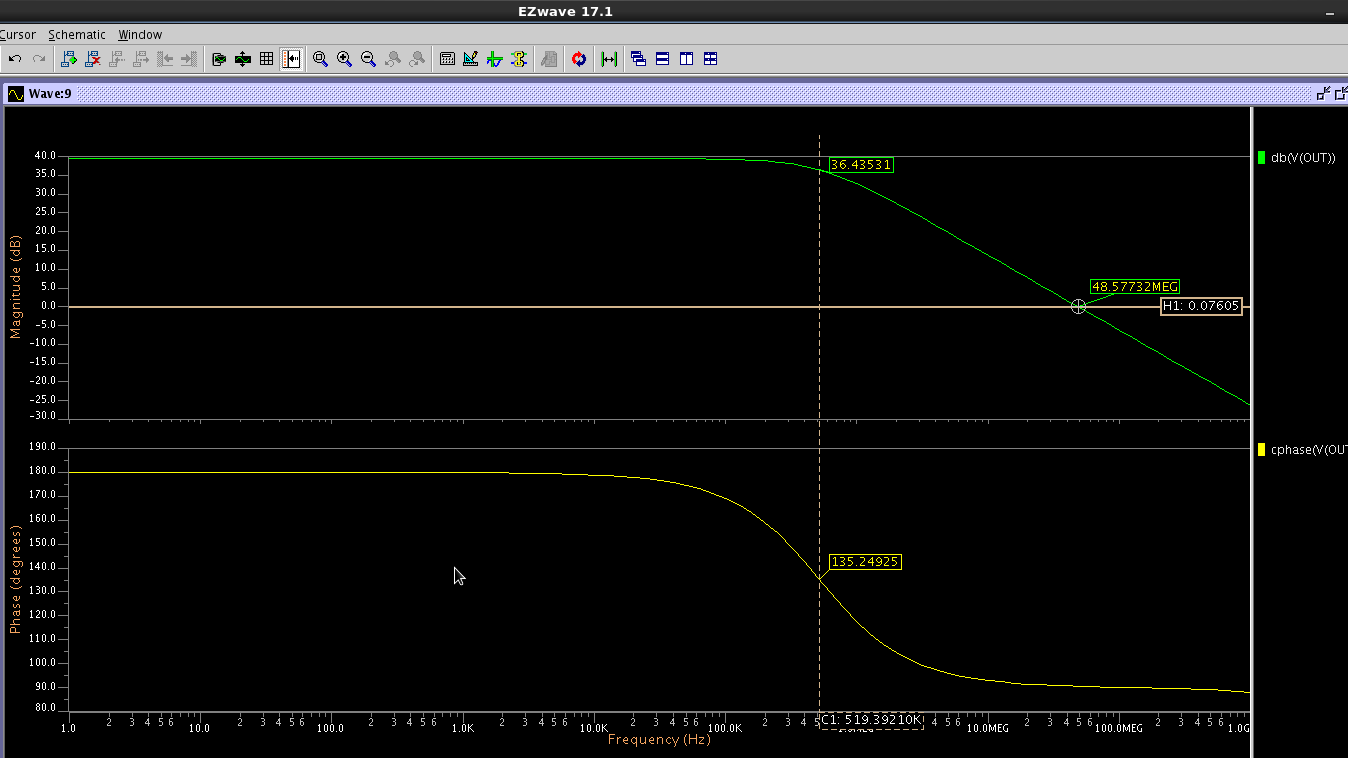 EZwave 17.1
Cursor Schematic Window
Wave:9
40.0
35.0
30.0
25.0
20.0
15.0
10.0
5.0
0.0
-5.0
-10.0
-15.0
-20.0
-25.0
-30.0
Magnitude (dB)
36.43531
48.57732MEG
H1: 0.07605
db(V(OUT))
190.0
180.0
170.0
160.0
150.0
140.0
130.0
120.0
110.0
100.0
90.0
80.0
Phase (degrees)
135.24925
cphase(V(OUT
C1: 519.39210K
2 3 4 5 6 2 3 4 5 6 2 3 4 5 6 2 3 4 5 6 2 3 4 5 6 2 3 4 5 4 5 6 2 3 4 5 6 2 3 4 5 6
1.0 10.0 100.0 1.0K 10.0K 100.0K 10.0MEG 100.0MEG 1.0G
Frequency (Hz)